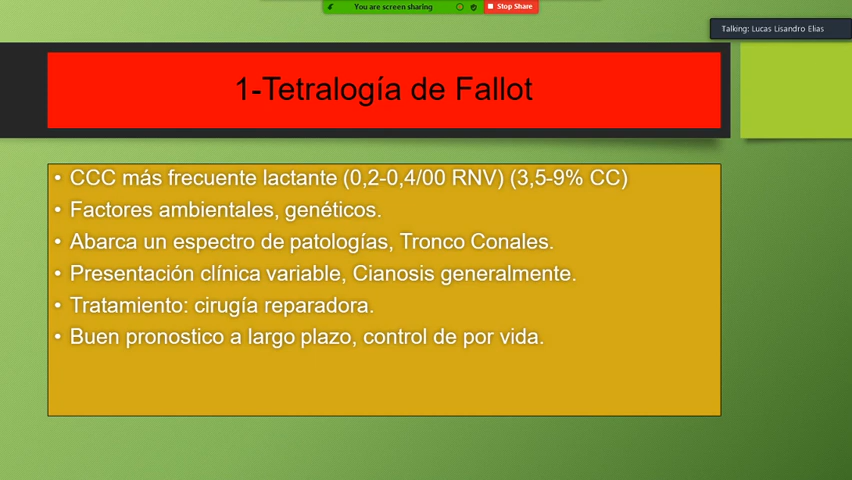 You are screen sharing
Stop Share
Talking: Lucas Lisandro Elias
1-Tetralogía de Fallot
• CCC más frecuente lactante (0,2-0,4/00 RNV) (3,5-9% CC)
• Factores ambientales, genéticos.
• Abarca un espectro de patologías, Tronco Conales.
• Presentación clínica variable, Cianosis generalmente.
• Tratamiento: cirugía reparadora.
• Buen pronostico a largo plazo, control de por vida.